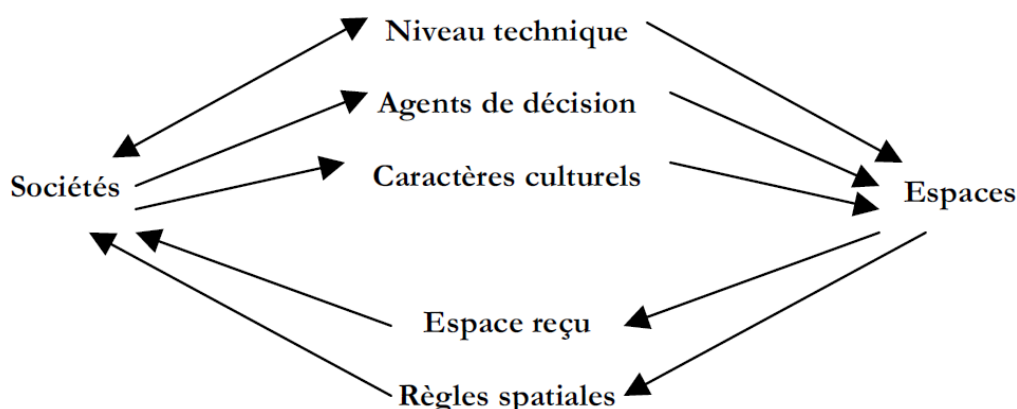 Niveau technique
Agents de décision
Caractères culturels
Sociétés
Espaces
Espace reçu
Règles spatiales